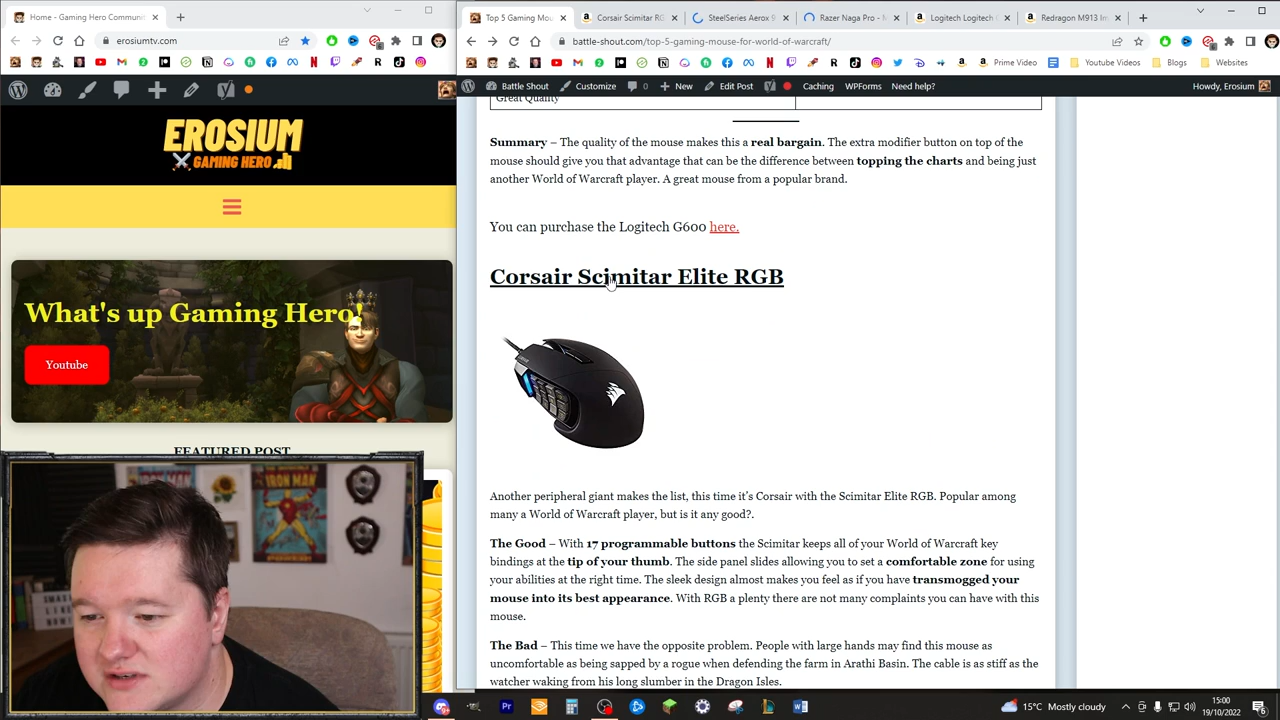 Home - Gaming Hero Communi
erosiumtv.com
EROSIUM
GAMING HERO
What's up Gaming Hero!
Youtube
FEATURED POST
IRON MAN
Top 5 Gaming Mou
Corsair Scimitar RG
SteelSeries Aerox 9
Razer Naga Pro - M
Logitech Logitech
Redragon M913 Im
battle-shout.com/top-5-gaming-mouse-for-world-of-warcraft/
Prime Video
Youtube Videos
Blogs
Websites
Battle Shout
Customize
0
New
Edit Post
Caching
WPForms
Need help?
Howdy, Erosium
Great Quality
Summary – The quality of the mouse makes this a real bargain. The extra modifier button on top of the
mouse should give you that advantage that can be the difference between topping the charts and being just
another World of Warcraft player. A great mouse from a popular brand.
You can purchase the Logitech G600 here.
Corsair Scimitar Elite RGB
Another peripheral giant makes the list, this time it's Corsair with the Scimitar Elite RGB. Popular among
many a World of Warcraft player, but is it any good?.
The Good – With 17 programmable buttons the Scimitar keeps all of your World of Warcraft key
bindings at the tip of your thumb. The side panel slides allowing you to set a comfortable zone for using
your abilities at the right time. The sleek design almost makes you feel as if you have transmogged your
mouse into its best appearance. With RGB a plenty there are not many complaints you can have with this
mouse.
The Bad – This time we have the opposite problem. People with large hands may find this mouse as
uncomfortable as being sapped by a rogue when defending the farm in Arathi Basin. The cable is as stiff as the
watcher waking from his long slumber in the Dragon Isles.
15°C Mostly cloudy
15:00
19/10/2022